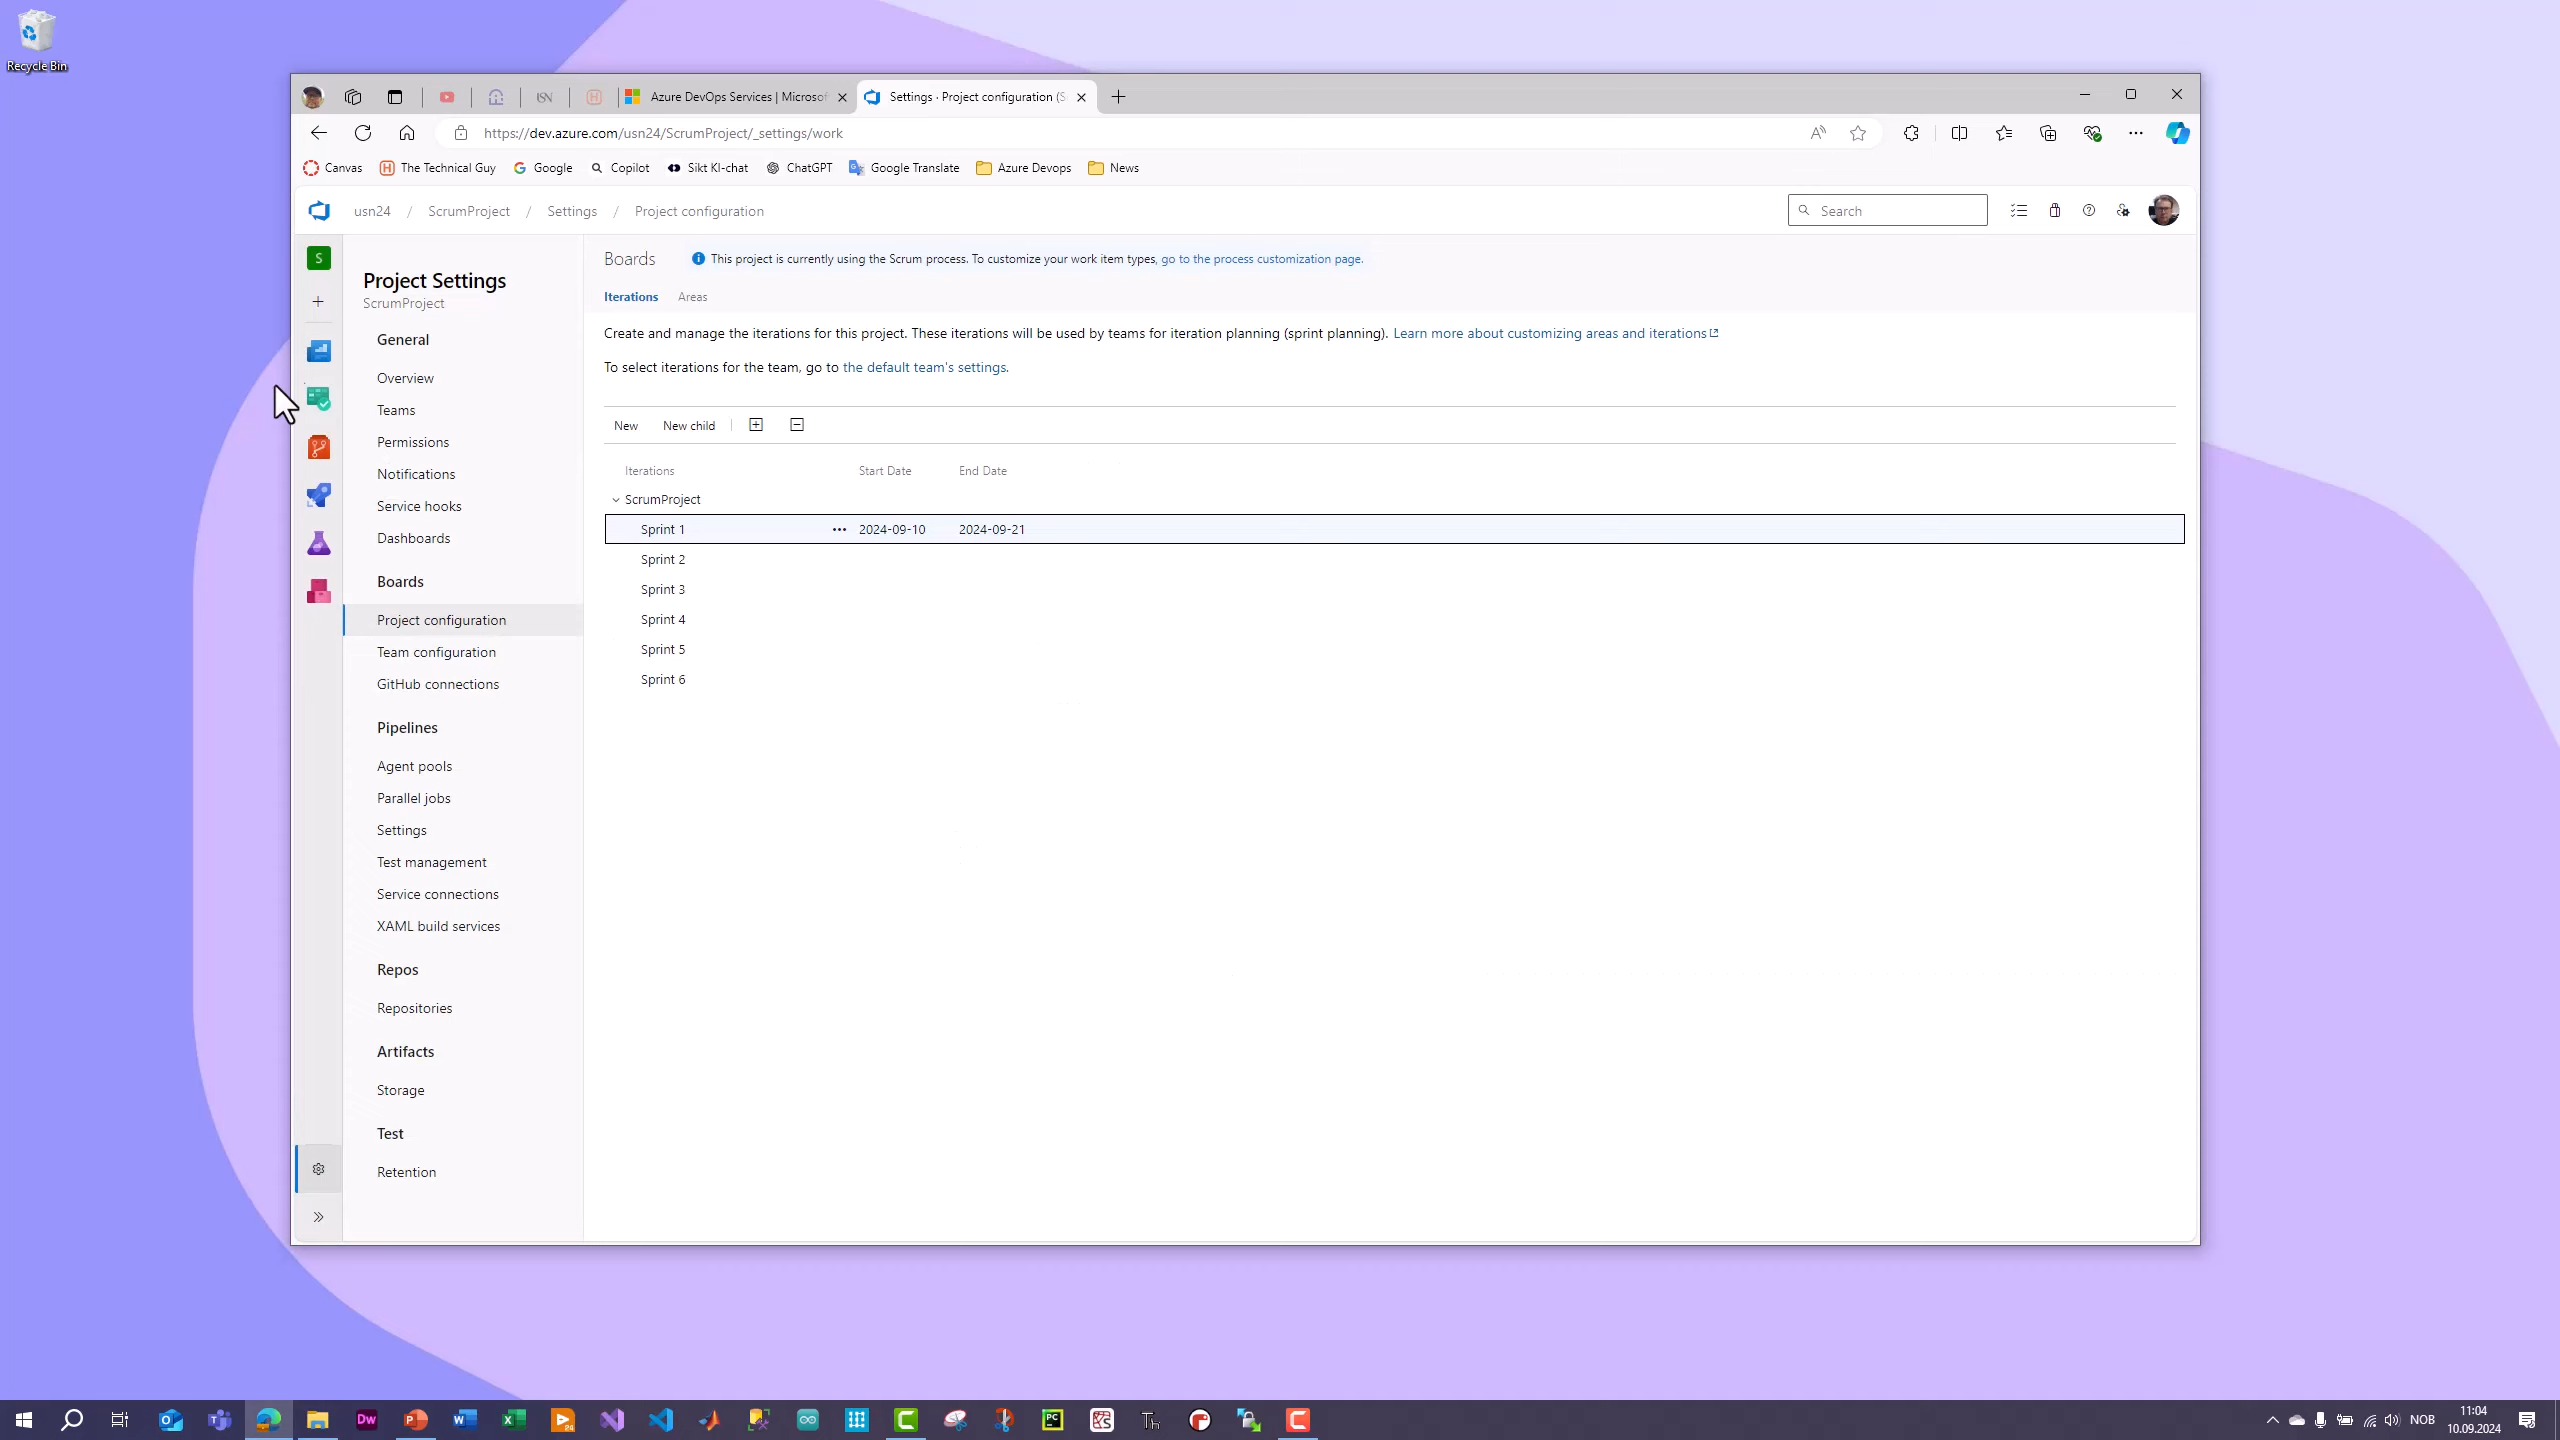 Recycle Bin
Azure DevOps Services | Microsof
Settings · Project configuration (S
https://dev.azure.com/usn24/ScrumProject/_settings/work
Canvas
The Technical Guy
Google
Copilot
Sikt KI-chat
ChatGPT
Google Translate
Azure Devops
News
usn24 / ScrumProject / Settings / Project configuration
Search
S
Project Settings
ScrumProject
General
Overview
Teams
Permissions
Notifications
Service hooks
Dashboards
Boards
Project configuration
Team configuration
GitHub connections
Pipelines
Agent pools
Parallel jobs
Settings
Test management
Service connections
XAML build services
Repos
Repositories
Artifacts
Storage
Test
Retention
Boards
This project is currently using the Scrum process. To customize your work item types, go to the process customization page.
Iterations Areas
Create and manage the iterations for this project. These iterations will be used by teams for iteration planning (sprint planning). Learn more about customizing areas and iterations
To select iterations for the team, go to the default team's settings.
New New child
Iterations Start Date End Date
ScrumProject
Sprint 1 ••• 2024-09-10 2024-09-21
Sprint 2
Sprint 3
Sprint 4
Sprint 5
Sprint 6
NOB
11:04
10.09.2024